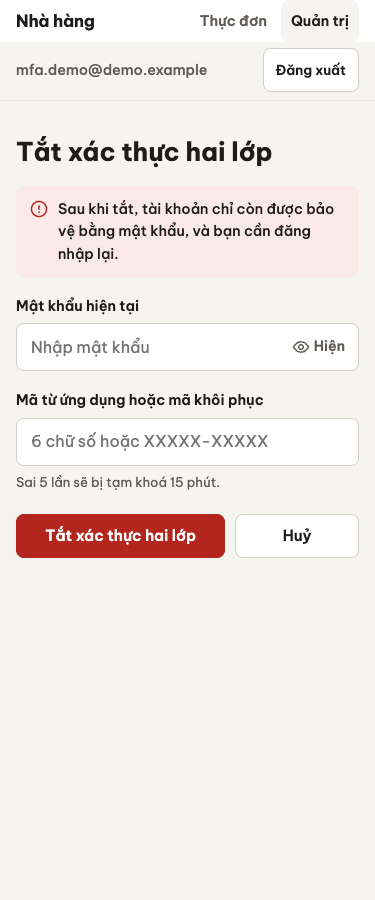 Nhà hàng
Thực đơn
Quản trị
mfa.demo@demo.example
Đăng xuất
Tắt xác thực hai lớp
Sau khi tắt, tài khoản chỉ còn được bảo
vệ bằng mật khẩu, và bạn cần đăng
nhập lại.
Mật khẩu hiện tại
Nhập mật khẩu
Hiện
Mã từ ứng dụng hoặc mã khôi phục
6 chữ số hoặc XXXXX-XXXXX
Sai 5 lần sẽ bị tạm khoá 15 phút.
Tắt xác thực hai lớp
Huỷ